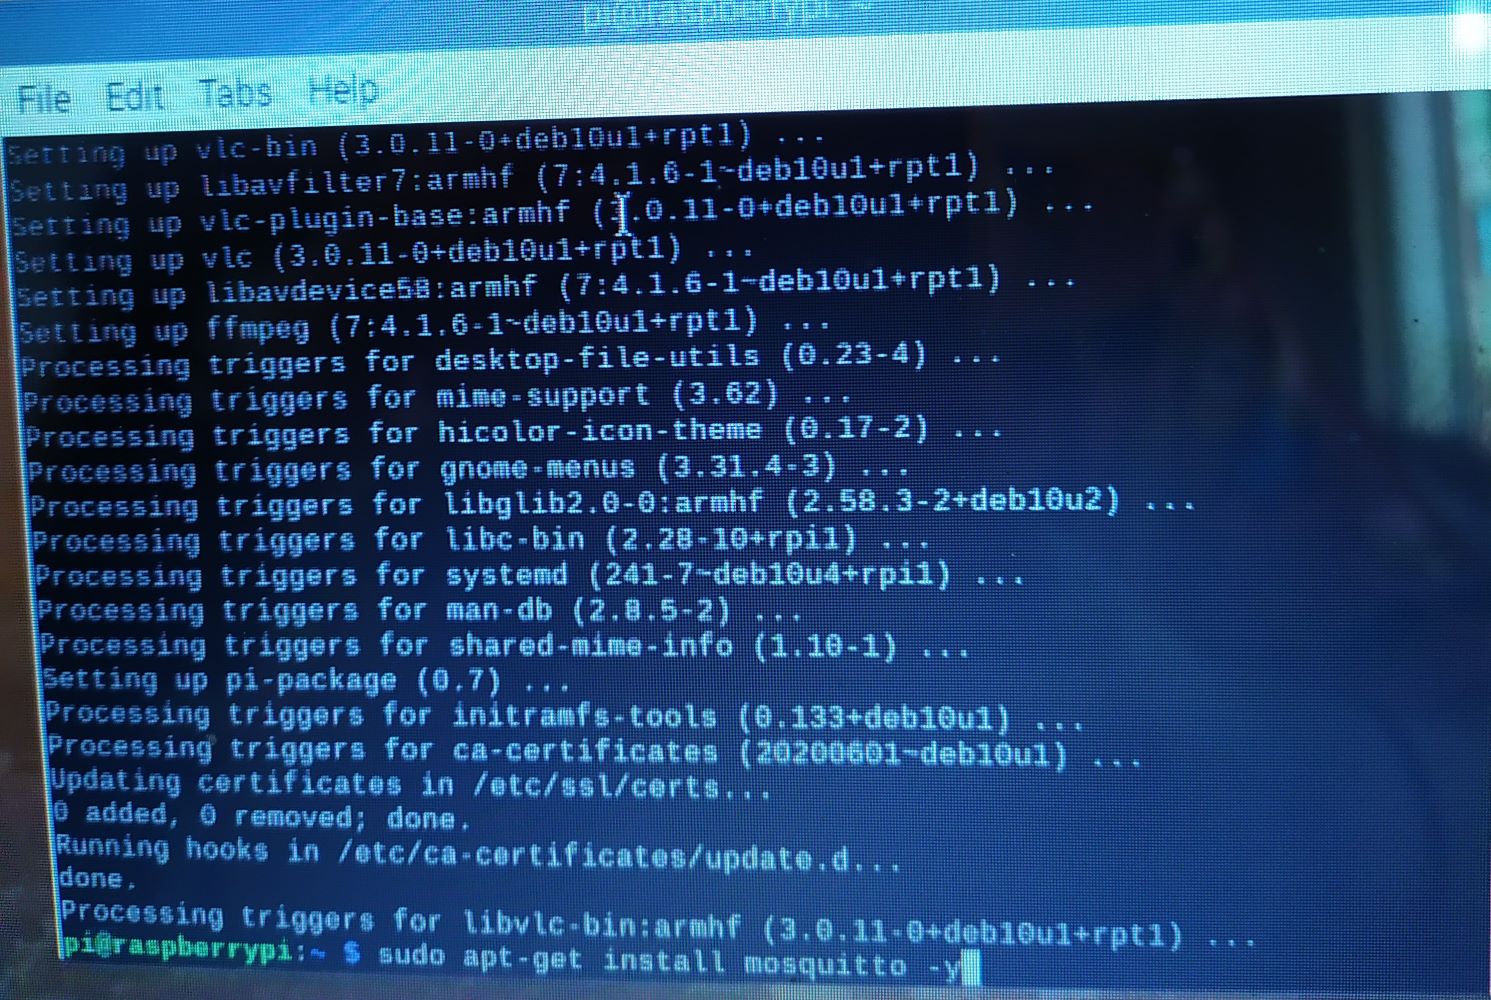 pi@raspberrypi: ~
File Edit Tabs Help
Setting up vlc-bin (3.0.11-0+deb10u1+rpt1) ...
Setting up libavfilter7:armhf (7:4.1.6-1~deb10u1+rpt1) ...
Setting up vlc-plugin-base:armhf (3.0.11-0+deb10u1+rpt1) ...
Setting up vlc (3.0.11-0+deb10u1+rpt1) ...
Setting up libavdevice58:armhf (7:4.1.6-1~deb10u1+rpt1) ...
Setting up ffmpeg (7:4.1.6-1~deb10u1+rpt1) ...
Processing triggers for desktop-file-utils (0.23-4) ...
Processing triggers for mime-support (3.62) ...
Processing triggers for hicolor-icon-theme (0.17-2) ...
Processing triggers for gnome-menus (3.31.4-3) ...
Processing triggers for libglib2.0-0:armhf (2.58.3-2+deb10u2) ...
Processing triggers for libc-bin (2.28-10+rpi1) ...
Processing triggers for systemd (241-7~deb10u4+rpi1) ...
Processing triggers for man-db (2.8.5-2) ...
Processing triggers for shared-mime-info (1.10-1) ...
Setting up pi-package (0.7) ...
Processing triggers for initramfs-tools (0.133+deb10u1) ...
Processing triggers for ca-certificates (20200601~deb10u1) ...
Updating certificates in /etc/ssl/certs...
0 added, 0 removed; done.
Running hooks in /etc/ca-certificates/update.d...
done.
Processing triggers for libvlc-bin:armhf (3.0.11-0+deb10u1+rpt1) ...
pi@raspberrypi:~ $ sudo apt-get install mosquitto -y